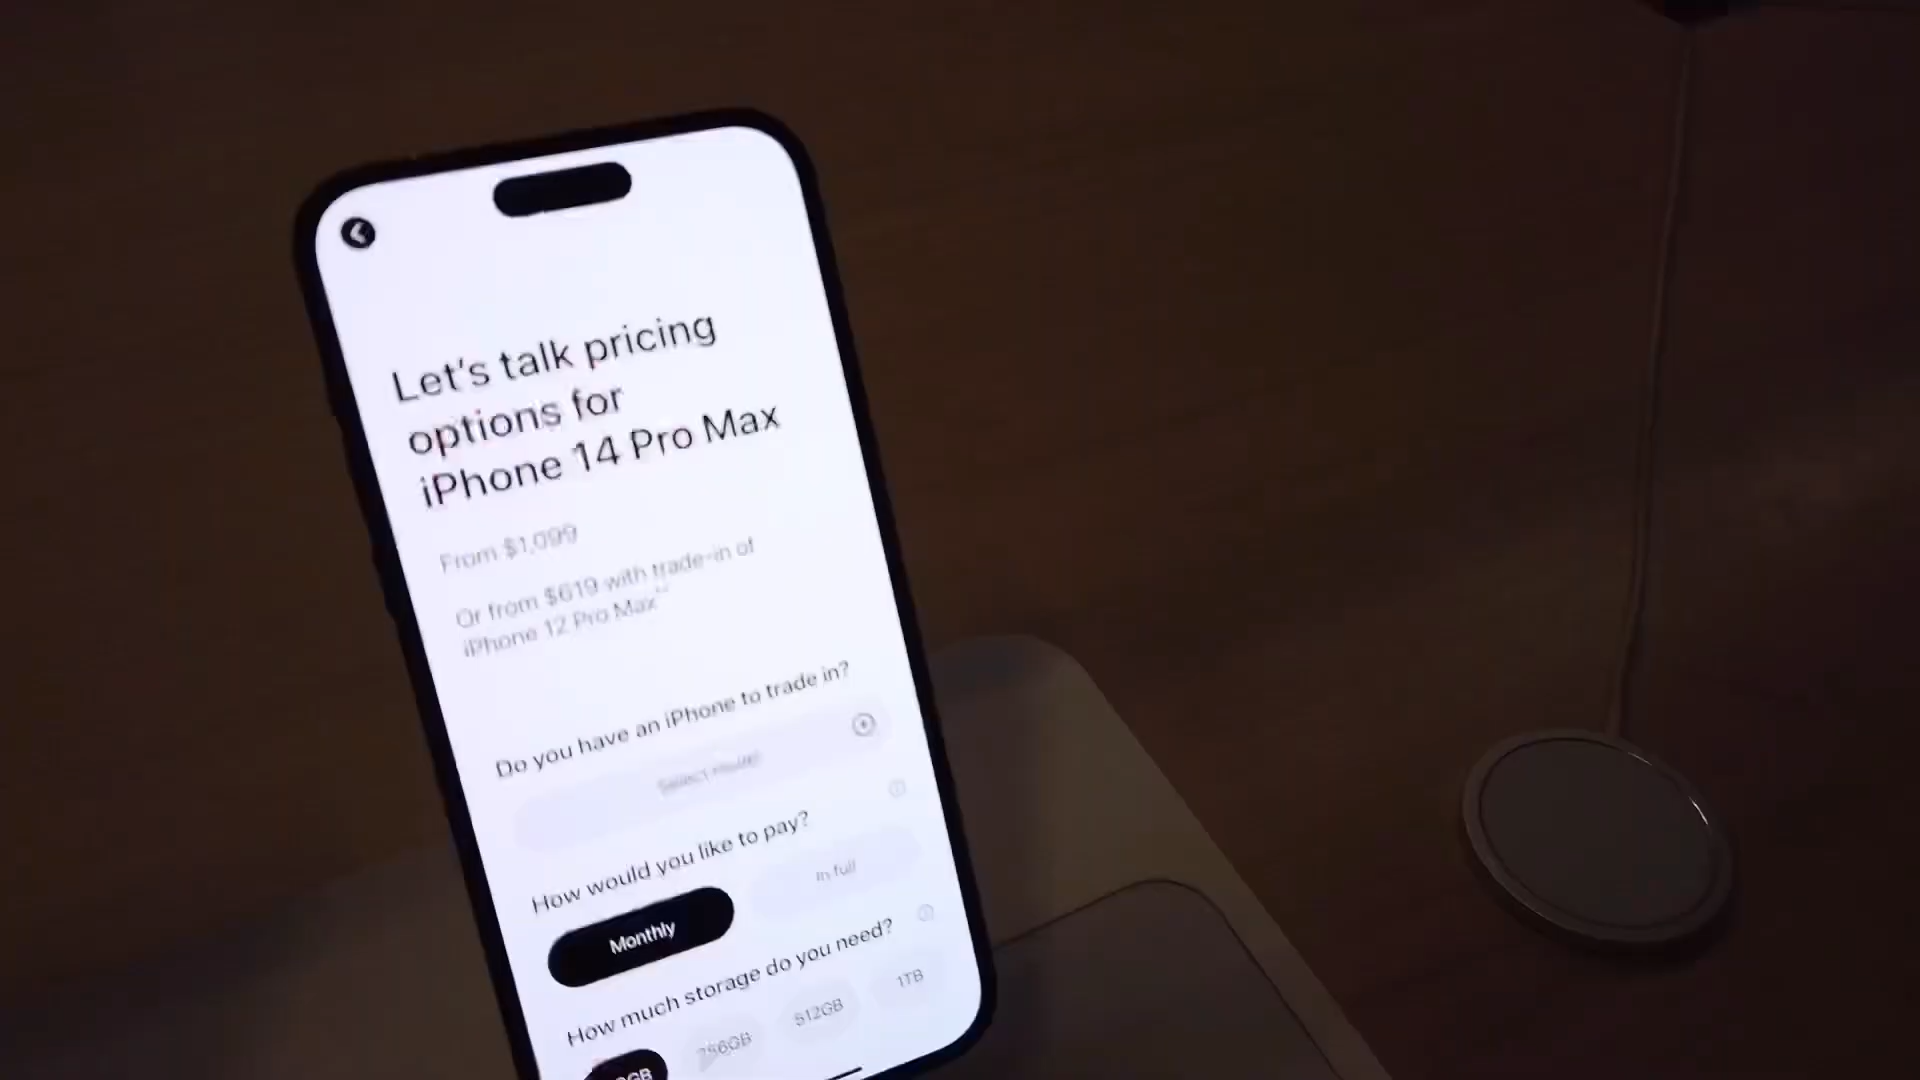 Let's talk pricing
options for
iPhone 14 Pro Max
From $1,099
Or from $619 with trade-in of
iPhone 12 Pro Max**
Do you have an iPhone to trade in?
Select model
How would you like to pay?
Monthly
In full
How much storage do you need?
256GB
512GB
1TB